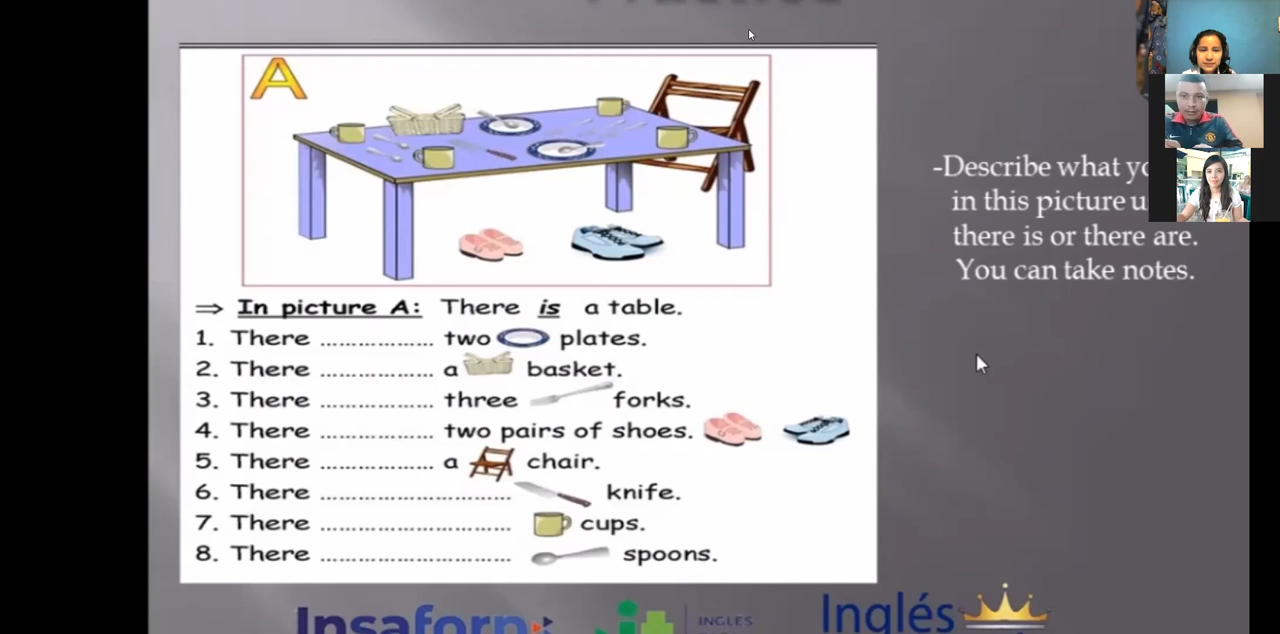 A
⇒ In picture A: There is a table.
1. There .................. two plates.
2. There .................. a basket.
3. There .................. three forks.
4. There .................. two pairs of shoes.
5. There .................. a chair.
6. There .............................. knife.
7. There .............................. cups.
8. There .............................. spoons.
-Describe what
in this picture
there is or there are.
You can take notes.
Insaforp
INGLES
Inglés